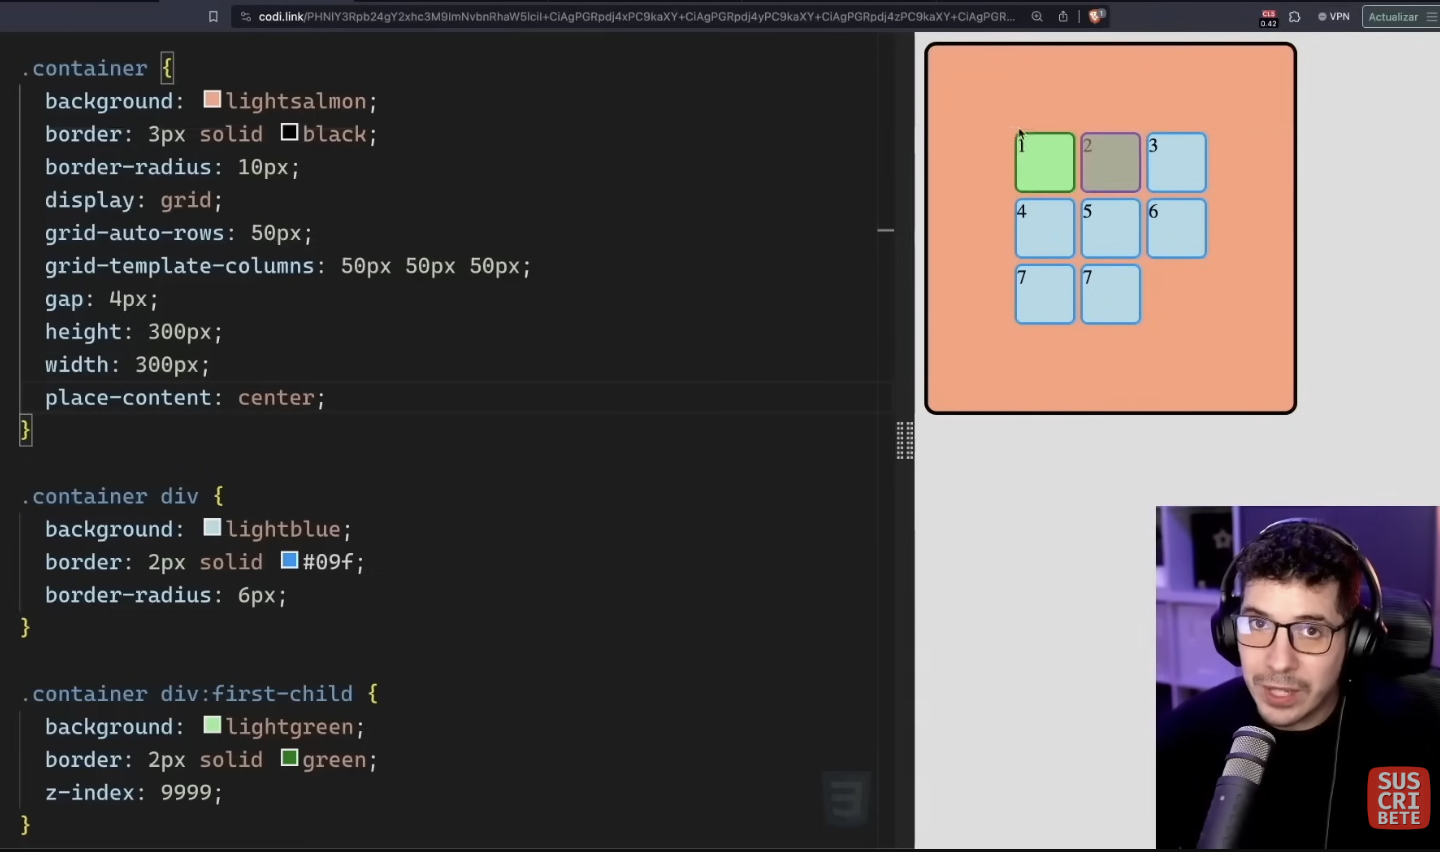 codi.link/PHNlY3Rpb24gY2xhc3M9ImNvbnRhaW5lciI+CiAgPGRpdj4xPC9kaXY+CiAgPGRpdj4yPC9kaXY+CiAgPGRpdj4zPC9kaXY+CiAgPGR...
CLS
0.42
VPN
Actualizar
.container {
background: lightsalmon;
border: 3px solid black;
border-radius: 10px;
display: grid;
grid-auto-rows: 50px;
grid-template-columns: 50px 50px 50px;
gap: 4px;
height: 300px;
width: 300px;
place-content: center;
}
.container div {
background: lightblue;
border: 2px solid #09f;
border-radius: 6px;
}
.container div:first-child {
background: lightgreen;
border: 2px solid green;
z-index: 9999;
}
1 2 3
4 5 6
7 7
SUS
CRI
BETE